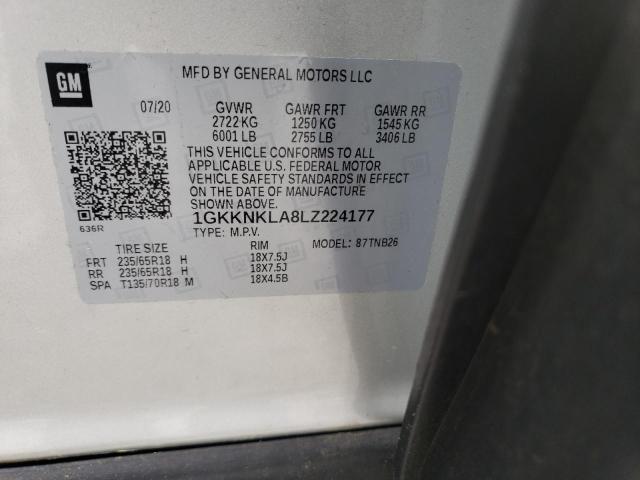 GM
MFD BY GENERAL MOTORS LLC
07/20 GVWR GAWR FRT GAWR RR
2722 KG 1250 KG 1545 KG
6001 LB 2755 LB 3406 LB
THIS VEHICLE CONFORMS TO ALL
APPLICABLE U.S. FEDERAL MOTOR
VEHICLE SAFETY STANDARDS IN EFFECT
ON THE DATE OF MANUFACTURE
SHOWN ABOVE.
636R 1GKKNKLA8LZ224177
TYPE: M.P.V. MODEL: 87TNB26
TIRE SIZE RIM
FRT 235/65R18 H 18X7.5J
RR 235/65R18 H 18X7.5J
SPA T135/70R18 M 18X4.5B